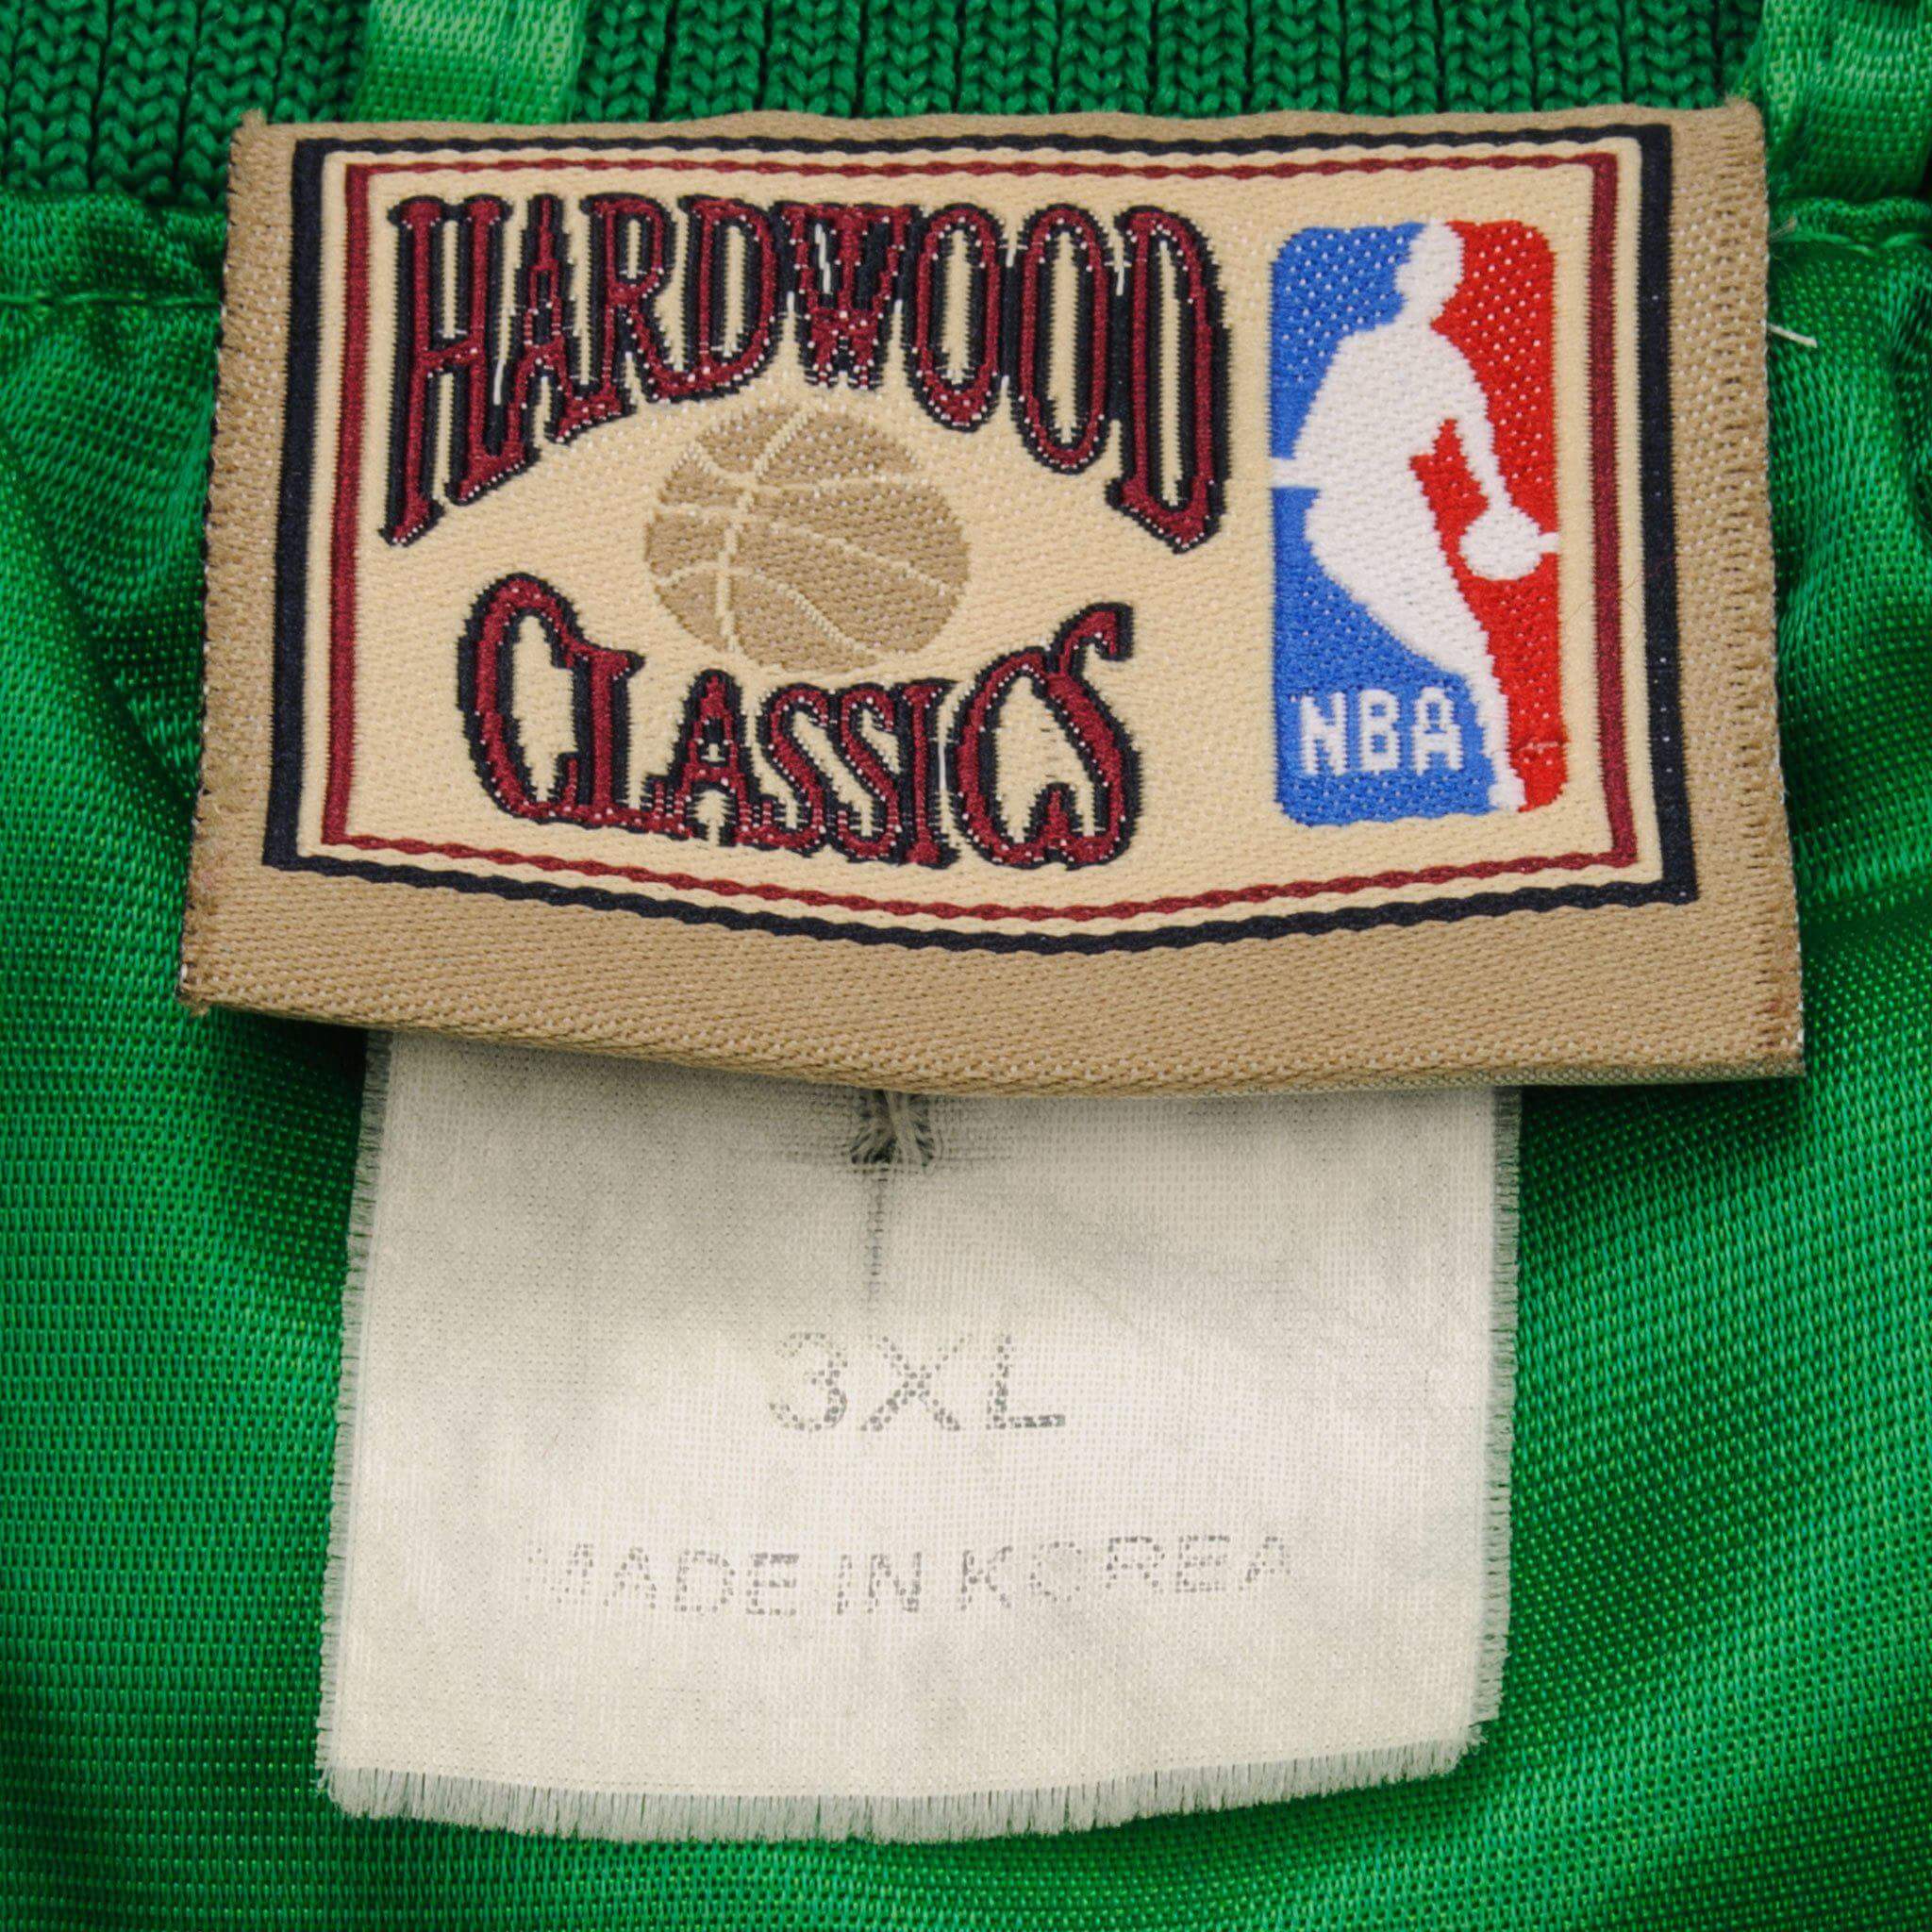 HARDWOOD
CLASSICS
NBA
3XL
MADE IN KOREA